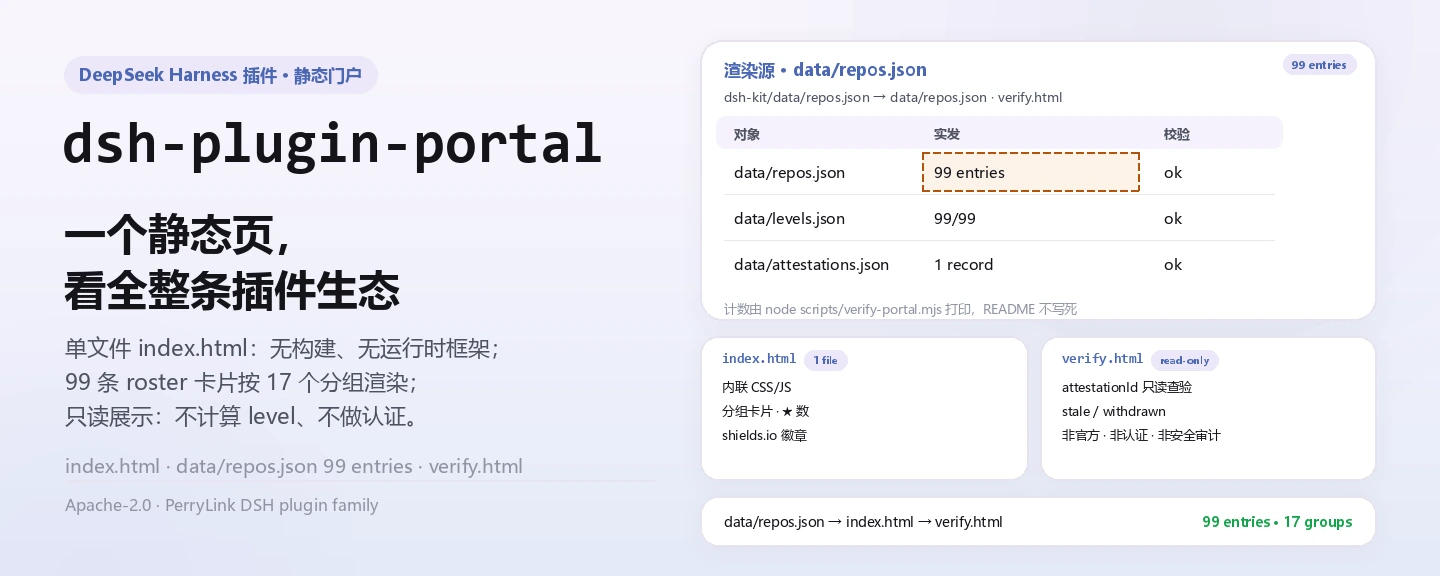 DeepSeek Harness 插件 • 静态门户
dsh-plugin-portal
一个静态页，
看全整条插件生态
单文件 index.html：无构建、无运行时框架；
99 条 roster 卡片按 17 个分组渲染；
只读展示：不计算 level、不做认证。
index.html · data/repos.json 99 entries · verify.html
Apache-2.0 · PerryLink DSH plugin family
渲染源 • data/repos.json
99 entries
dsh-kit/data/repos.json → data/repos.json · verify.html
对象 实发 校验
data/repos.json 99 entries ok
data/levels.json 99/99 ok
data/attestations.json 1 record ok
计数由 node scripts/verify-portal.mjs 打印，README 不写死
index.html 1 file
内联 CSS/JS
分组卡片 · ★ 数
shields.io 徽章
verify.html read-only
attestationId 只读查验
stale / withdrawn
非官方 · 非认证 · 非安全审计
data/repos.json → index.html → verify.html
99 entries • 17 groups